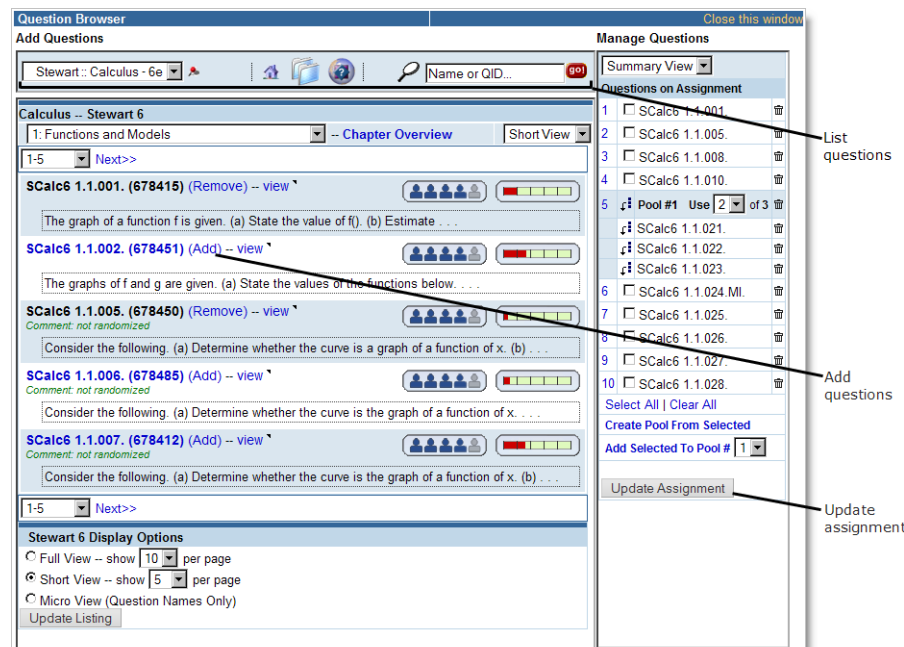 Question Browser
Close this window
Add Questions
Stewart :: Calculus - 6e
Name or QID...
go!
Calculus -- Stewart 6
1: Functions and Models
-- Chapter Overview
Short View
1-5
Next>>
SCalc6 1.1.001. (678415) (Remove) -- view
The graph of a function f is given. (a) State the value of f(). (b) Estimate . . .
SCalc6 1.1.002. (678451) (Add) -- view
The graphs of f and g are given. (a) State the values of the functions below. . . .
SCalc6 1.1.005. (678450) (Remove) -- view
Comment: not randomized
Consider the following. (a) Determine whether the curve is a graph of a function of x. (b) . . .
SCalc6 1.1.006. (678485) (Add) -- view
Comment: not randomized
Consider the following. (a) Determine whether the curve is the graph of a function of x. . . .
SCalc6 1.1.007. (678412) (Add) -- view
Comment: not randomized
Consider the following. (a) Determine whether the curve is the graph of a function of x. (b) . . .
1-5
Next>>
Stewart 6 Display Options
Full View -- show 10 per page
Short View -- show 5 per page
Micro View (Question Names Only)
Update Listing
Manage Questions
Summary View
Questions on Assignment
1 SCalc6 1.1.001.
2 SCalc6 1.1.005.
3 SCalc6 1.1.008.
4 SCalc6 1.1.010.
5 Pool #1 Use 2 of 3
SCalc6 1.1.021.
SCalc6 1.1.022.
SCalc6 1.1.023.
6 SCalc6 1.1.024.MI.
7 SCalc6 1.1.025.
8 SCalc6 1.1.026.
9 SCalc6 1.1.027.
10 SCalc6 1.1.028.
Select All | Clear All
Create Pool From Selected
Add Selected To Pool # 1
Update Assignment
List
questions
Add
questions
Update
assignment